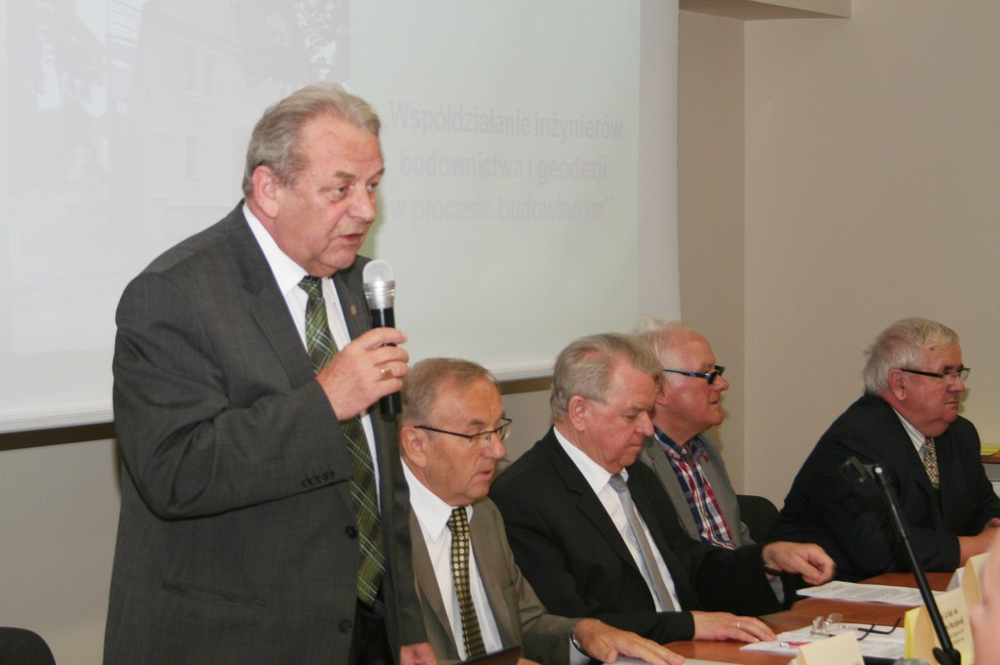 Współdziałanie inżynierów
budownictwa i geodezji
w procesie budowlanym"